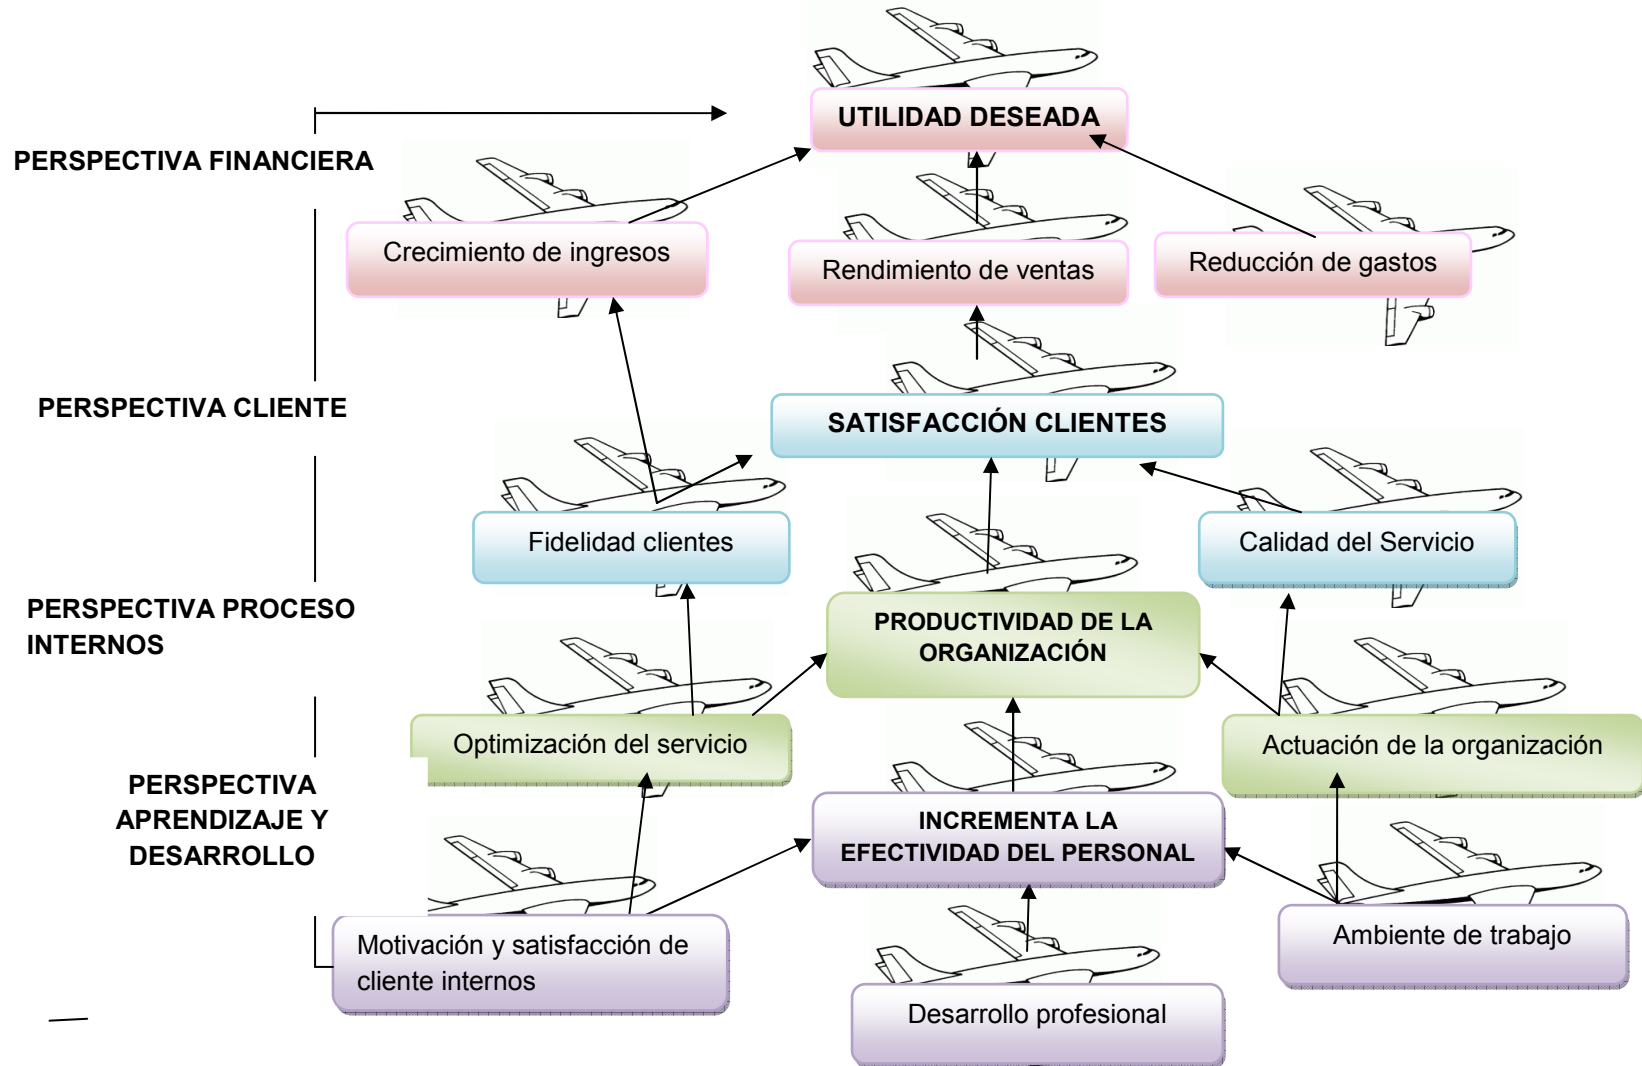 UTILIDAD DESEADA
PERSPECTIVA FINANCIERA
Crecimiento de ingresos
Rendimiento de ventas
Reducción de gastos
PERSPECTIVA CLIENTE
SATISFACCIÓN CLIENTES
Fidelidad clientes
Calidad del Servicio
PERSPECTIVA PROCESO
INTERNOS
PRODUCTIVIDAD DE LA
ORGANIZACIÓN
Optimización del servicio
Actuación de la organización
PERSPECTIVA
APRENDIZAJE Y
DESARROLLO
INCREMENTA LA
EFECTIVIDAD DEL PERSONAL
Motivación y satisfacción de
cliente internos
Ambiente de trabajo
Desarrollo profesional